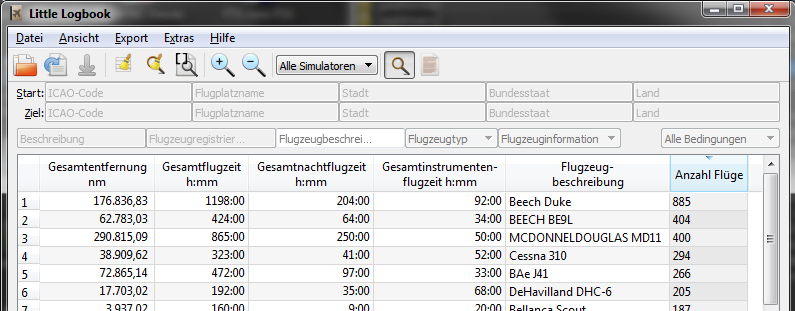 Little Logbook
Datei Ansicht Export Extras Hilfe
Alle Simulatoren
Start: ICAO-Code Flugplatzname Stadt Bundesstaat Land
Ziel: ICAO-Code Flugplatzname Stadt Bundesstaat Land
Beschreibung Flugzeugregistrier... Flugzeugbeschrei... Flugzeugtyp Flugzeuginformation Alle Bedingungen
Gesamtentfernung Gesamtflugzeit Gesamtnachtflugzeit Gesamtinstrumenten- Flugzeug- Anzahl Flüge
nm h:mm h:mm flugzeit h:mm beschreibung
1 176.836,83 1198:00 204:00 92:00 Beech Duke 885
2 62.783,03 424:00 64:00 34:00 BEECH BE9L 404
3 290.815,09 865:00 250:00 50:00 MCDONNELDOUGLAS MD11 400
4 38.909,62 323:00 41:00 52:00 Cessna 310 294
5 72.865,14 472:00 97:00 33:00 BAe J41 266
6 17.703,02 192:00 35:00 68:00 DeHavilland DHC-6 205
7 3.937,02 160:00 9:00 20:00 Bellanca Scout 187